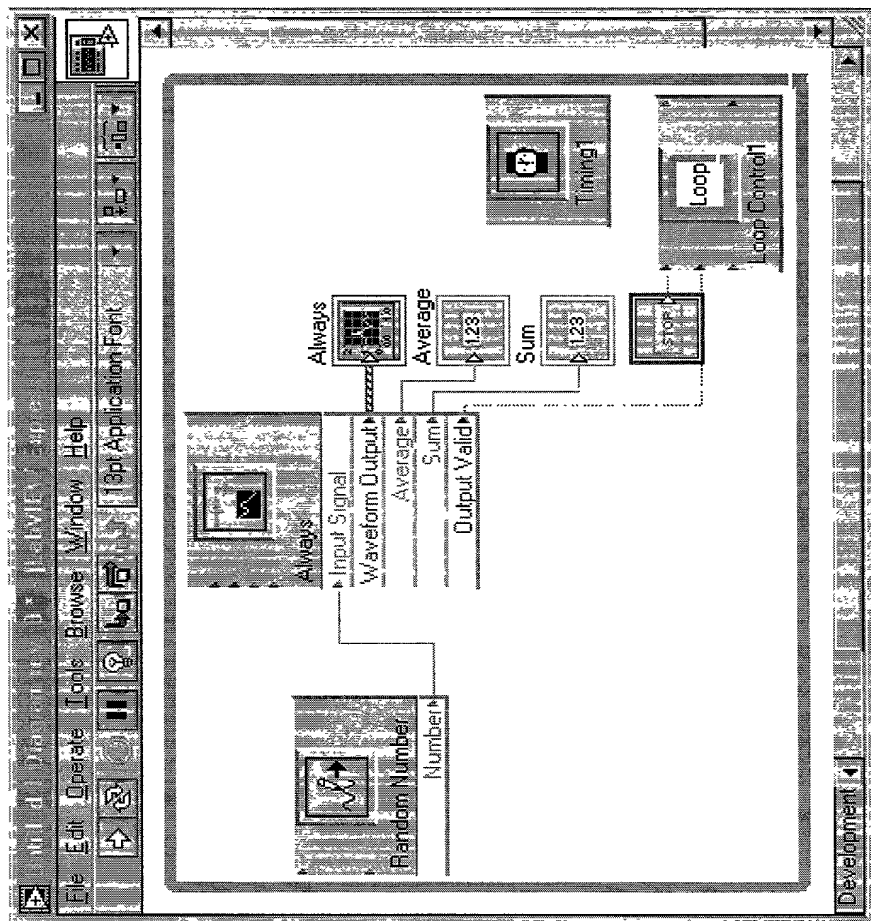 File Edit Operate Tools Browse Window Help
13pt Application Font
Always
Input Signal
Waveform Output
Average
Sum
Output Valid
Random Number
Number
Always
Average
1.23
Sum
1.23
STOP
Timing1
Loop
Loop Control1
Development